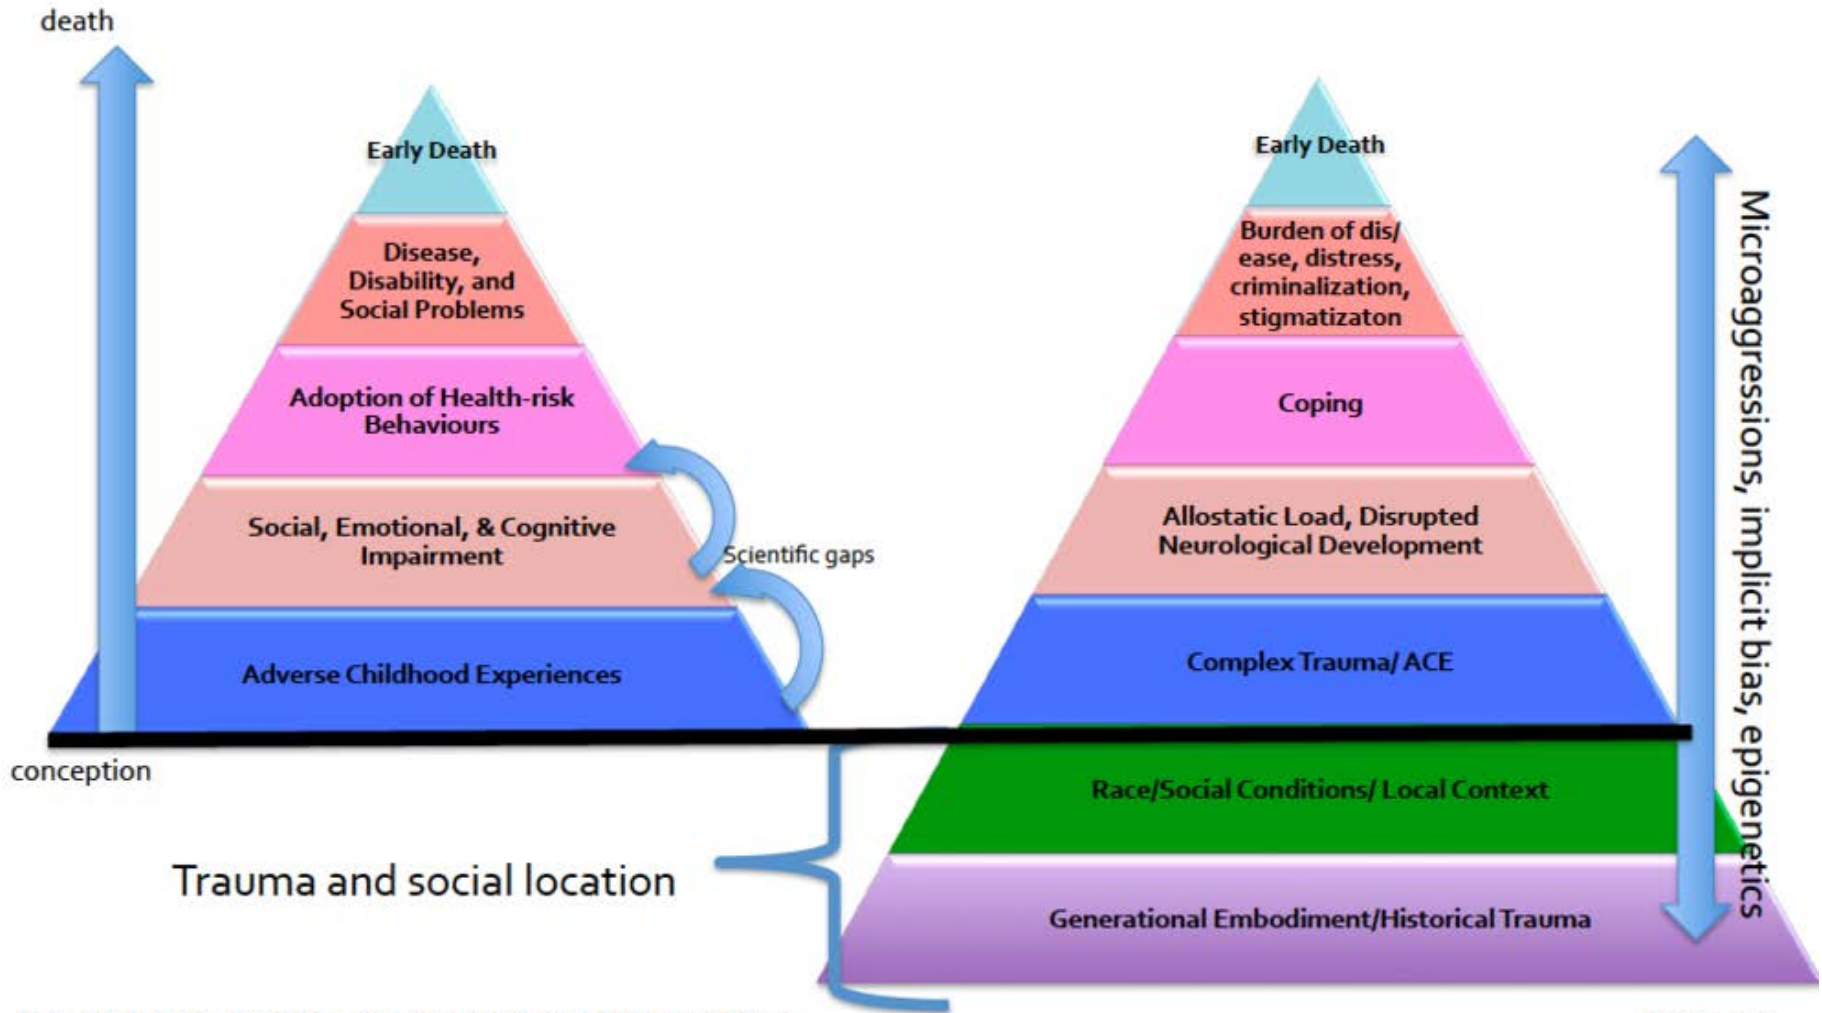 death
Early Death
Disease,
Disability, and
Social Problems
Adoption of Health-risk
Behaviours
Social, Emotional, & Cognitive
Impairment
Scientific gaps
Adverse Childhood Experiences
conception
Trauma and social location
Early Death
Burden of dis/
ease, distress,
criminalization,
stigmatizaton
Coping
Allostatic Load, Disrupted
Neurological Development
Complex Trauma/ ACE
Race/Social Conditions/ Local Context
Generational Embodiment/Historical Trauma
Microaggressions, implicit bias, epigenetics